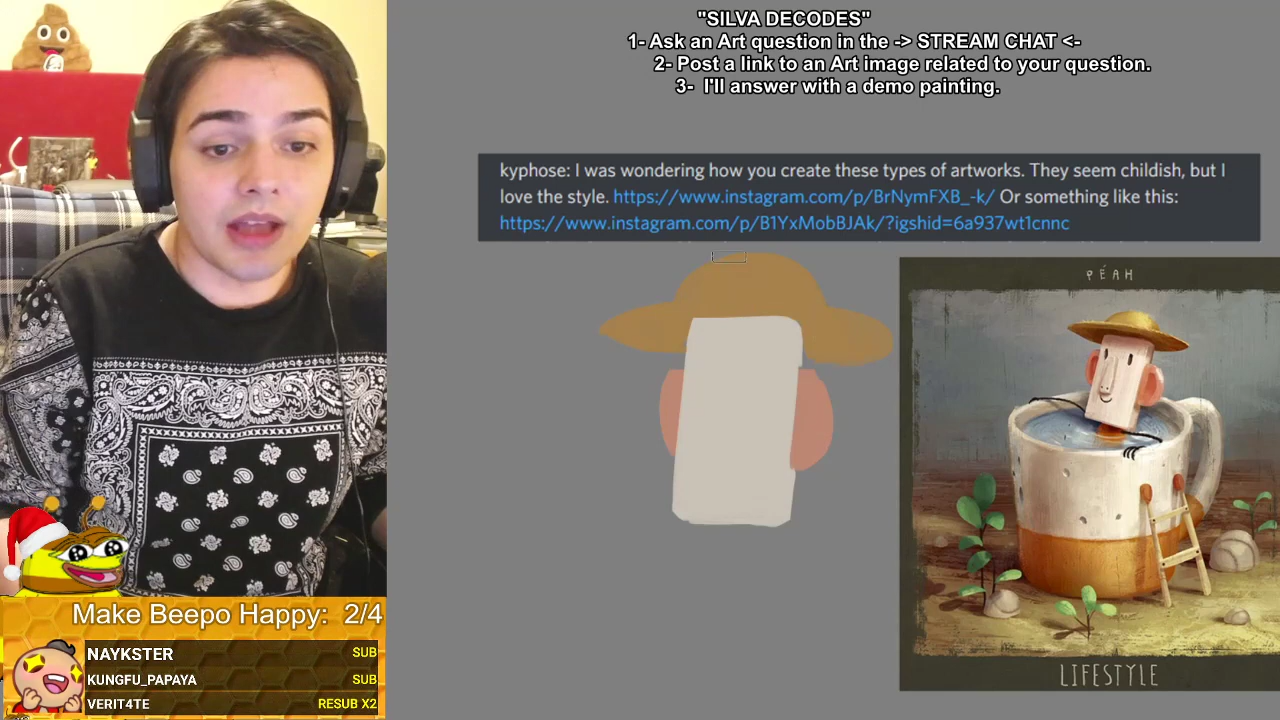 "SILVA DECODES"
1- Ask an Art question in the -> STREAM CHAT <-
2- Post a link to an Art image related to your question.
3- I'll answer with a demo painting.
kyphose: I was wondering how you create these types of artworks. They seem childish, but I
love the style. https://www.instagram.com/p/BrNymFXB_-k/ Or something like this:
https://www.instagram.com/p/B1YxMobBJAk/?igshid=6a937wt1cnnc
PÉAH
LIFESTYLE
Make Beepo Happy: 2/4
NAYKSTER SUB
KUNGFU_PAPAYA SUB
VERIT4TE RESUB X2